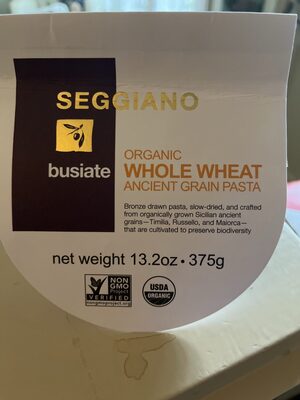 SEGGIANO
busiate
ORGANIC
WHOLE WHEAT
ANCIENT GRAIN PASTA
Bronze drawn pasta, slow-dried, and crafted
from organically grown Sicilian ancient
grains—Timilia, Russello, and Maiorca—
that are cultivated to preserve biodiversity
net weight 13.2oz • 375g
NON
GMO
Project
VERIFIED
nongmoproject.org
USDA
ORGANIC